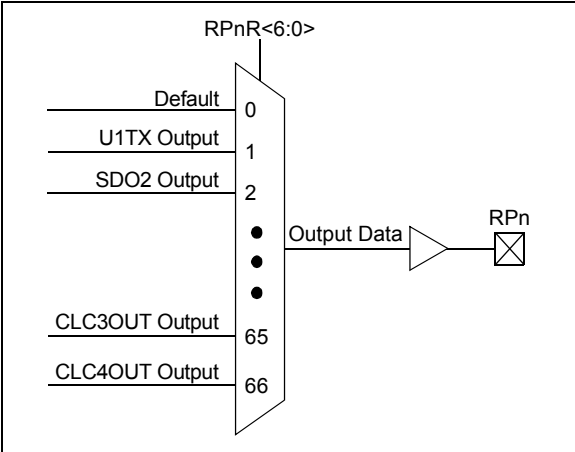 RPnR<6:0>
Default
0
U1TX Output
1
SDO2 Output
2
Output Data
RPn
CLC3OUT Output
65
CLC4OUT Output
66